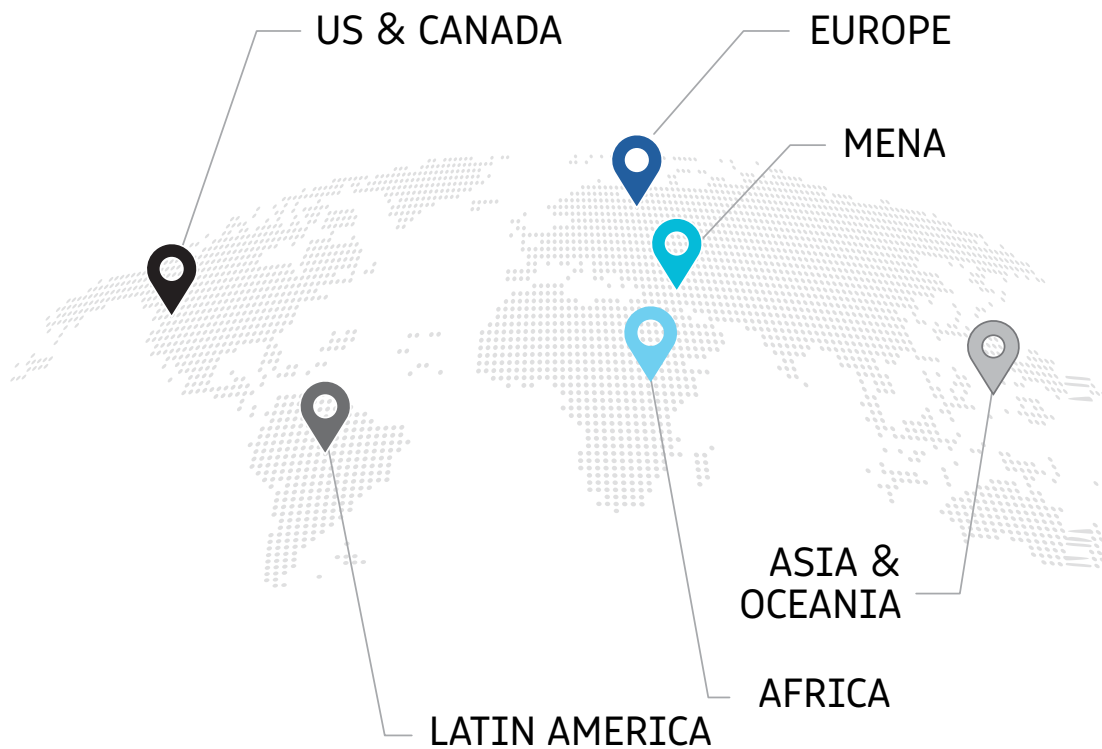 US & CANADA
EUROPE
MENA
ASIA &
OCEANIA
AFRICA
LATIN AMERICA